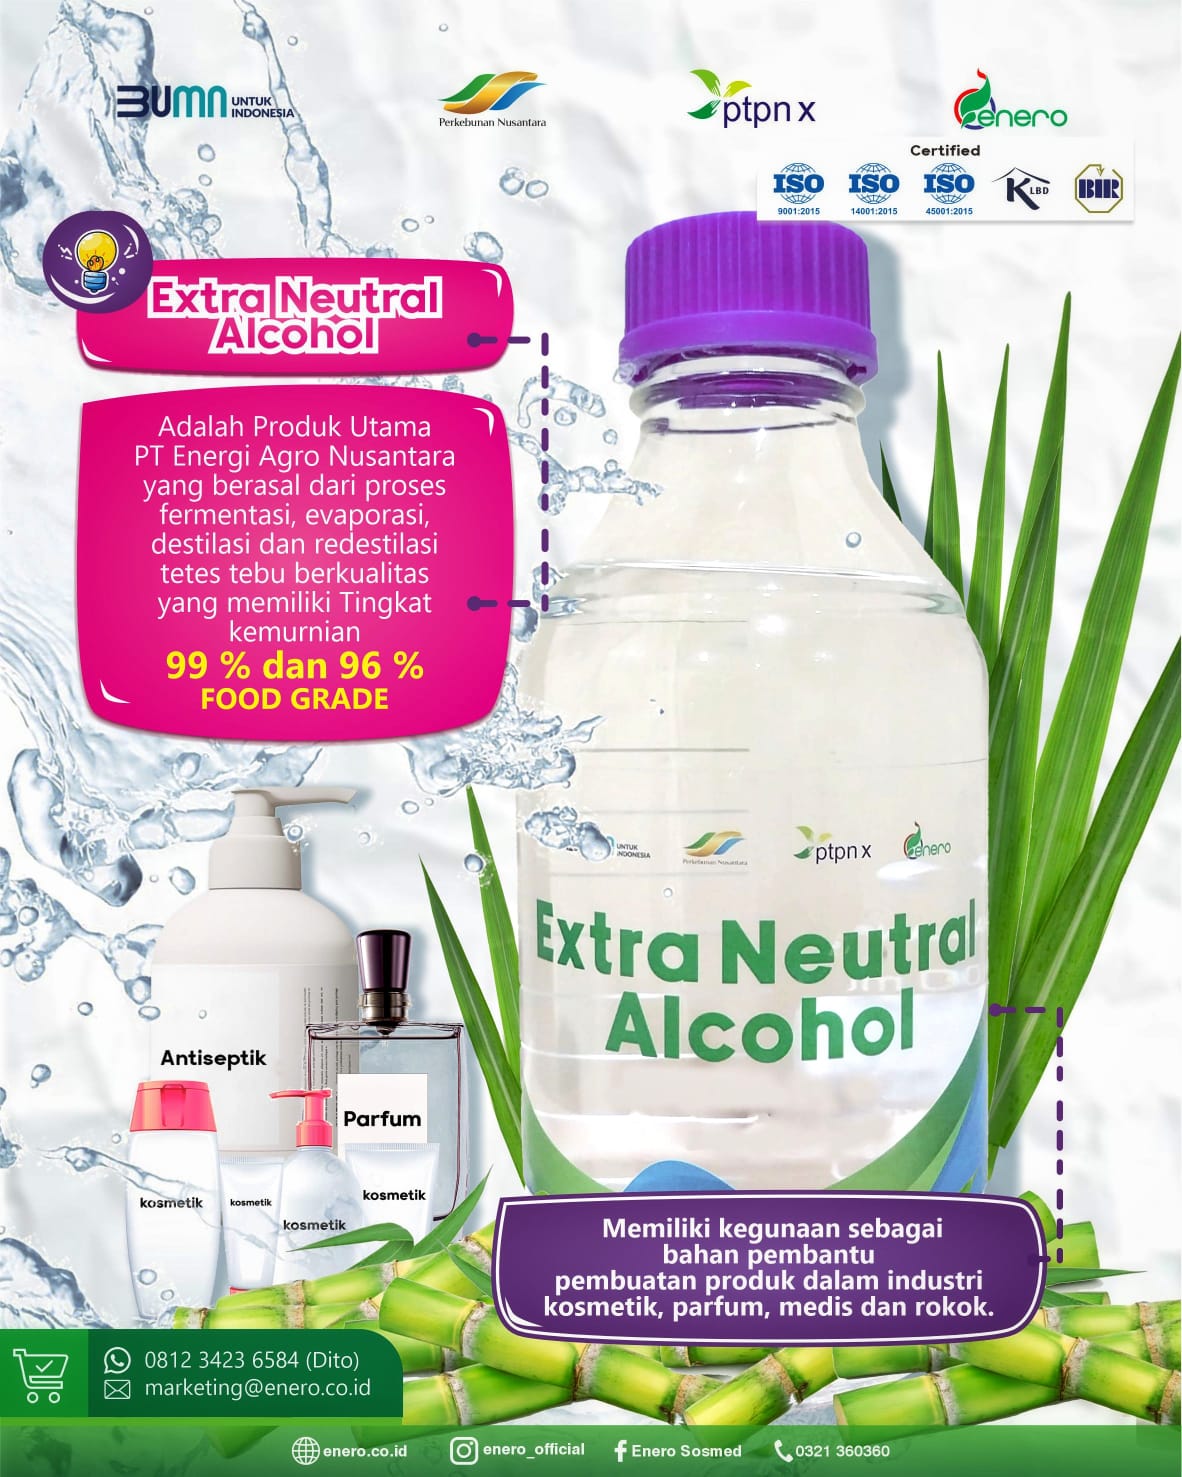 BUMN UNTUK
INDONESIA
Perkebunan Nusantara
ptpn x
enero
Certified
ISO
9001:2015
ISO
14001:2015
ISO
45001:2015
K LBD
BIR
Extra Neutral
Alcohol
Adalah Produk Utama
PT Energi Agro Nusantara
yang berasal dari proses
fermentasi, evaporasi,
destilasi dan redestilasi
tetes tebu berkualitas
yang memiliki Tingkat
kemurnian
99 % dan 96 %
FOOD GRADE
UNTUK
INDONESIA
Perkebunan Nusantara
ptpn x
enero
Extra Neutral
Alcohol
Antiseptik
Parfum
kosmetik
kosmetik
kosmetik
kosmetik
Memiliki kegunaan sebagai
bahan pembantu
pembuatan produk dalam industri
kosmetik, parfum, medis dan rokok.
0812 3423 6584 (Dito)
marketing@enero.co.id
enero.co.id
enero_official
Enero Sosmed
0321 360360